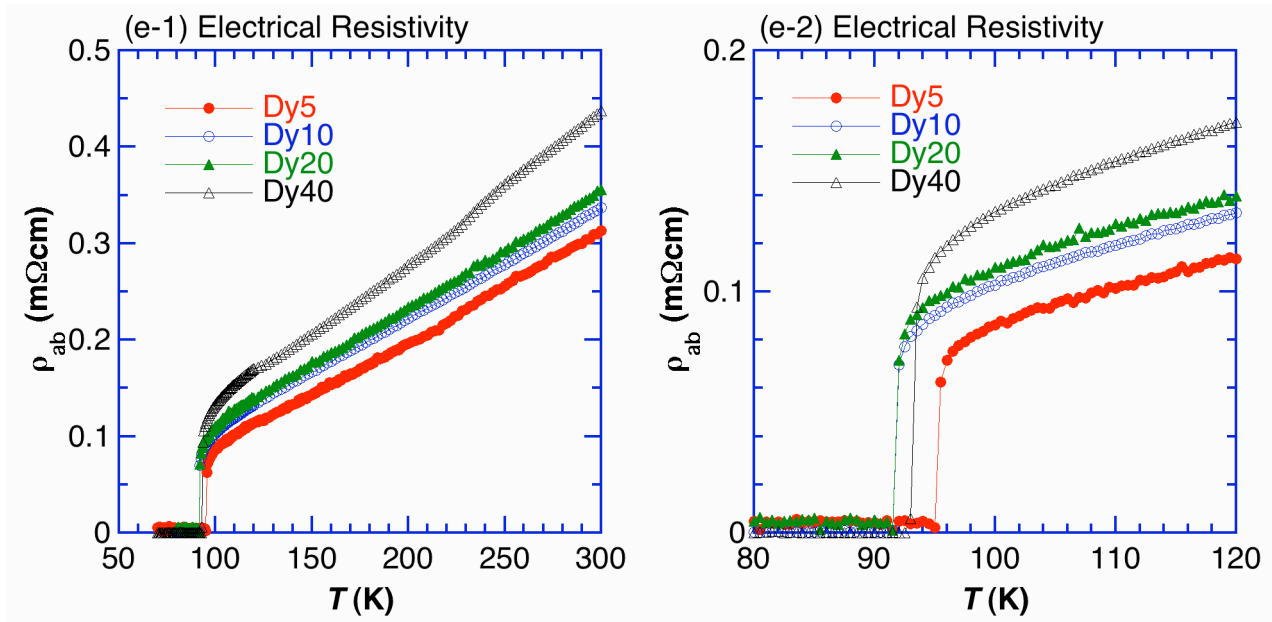 (e-1) Electrical Resistivity
0.5
0.4
0.3
0.2
0.1
0
ρab (mΩcm)
Dy5
Dy10
Dy20
Dy40
50 100 150 200 250 300
T (K)
(e-2) Electrical Resistivity
0.2
0.1
0
ρab (mΩcm)
Dy5
Dy10
Dy20
Dy40
80 90 100 110 120
T (K)